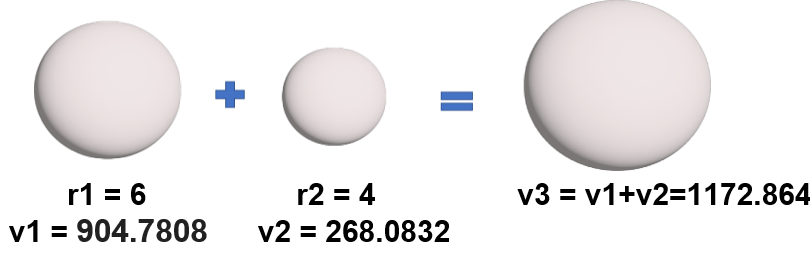 + =
r1 = 6 r2 = 4 v3 = v1+v2=1172.864
v1 = 904.7808 v2 = 268.0832